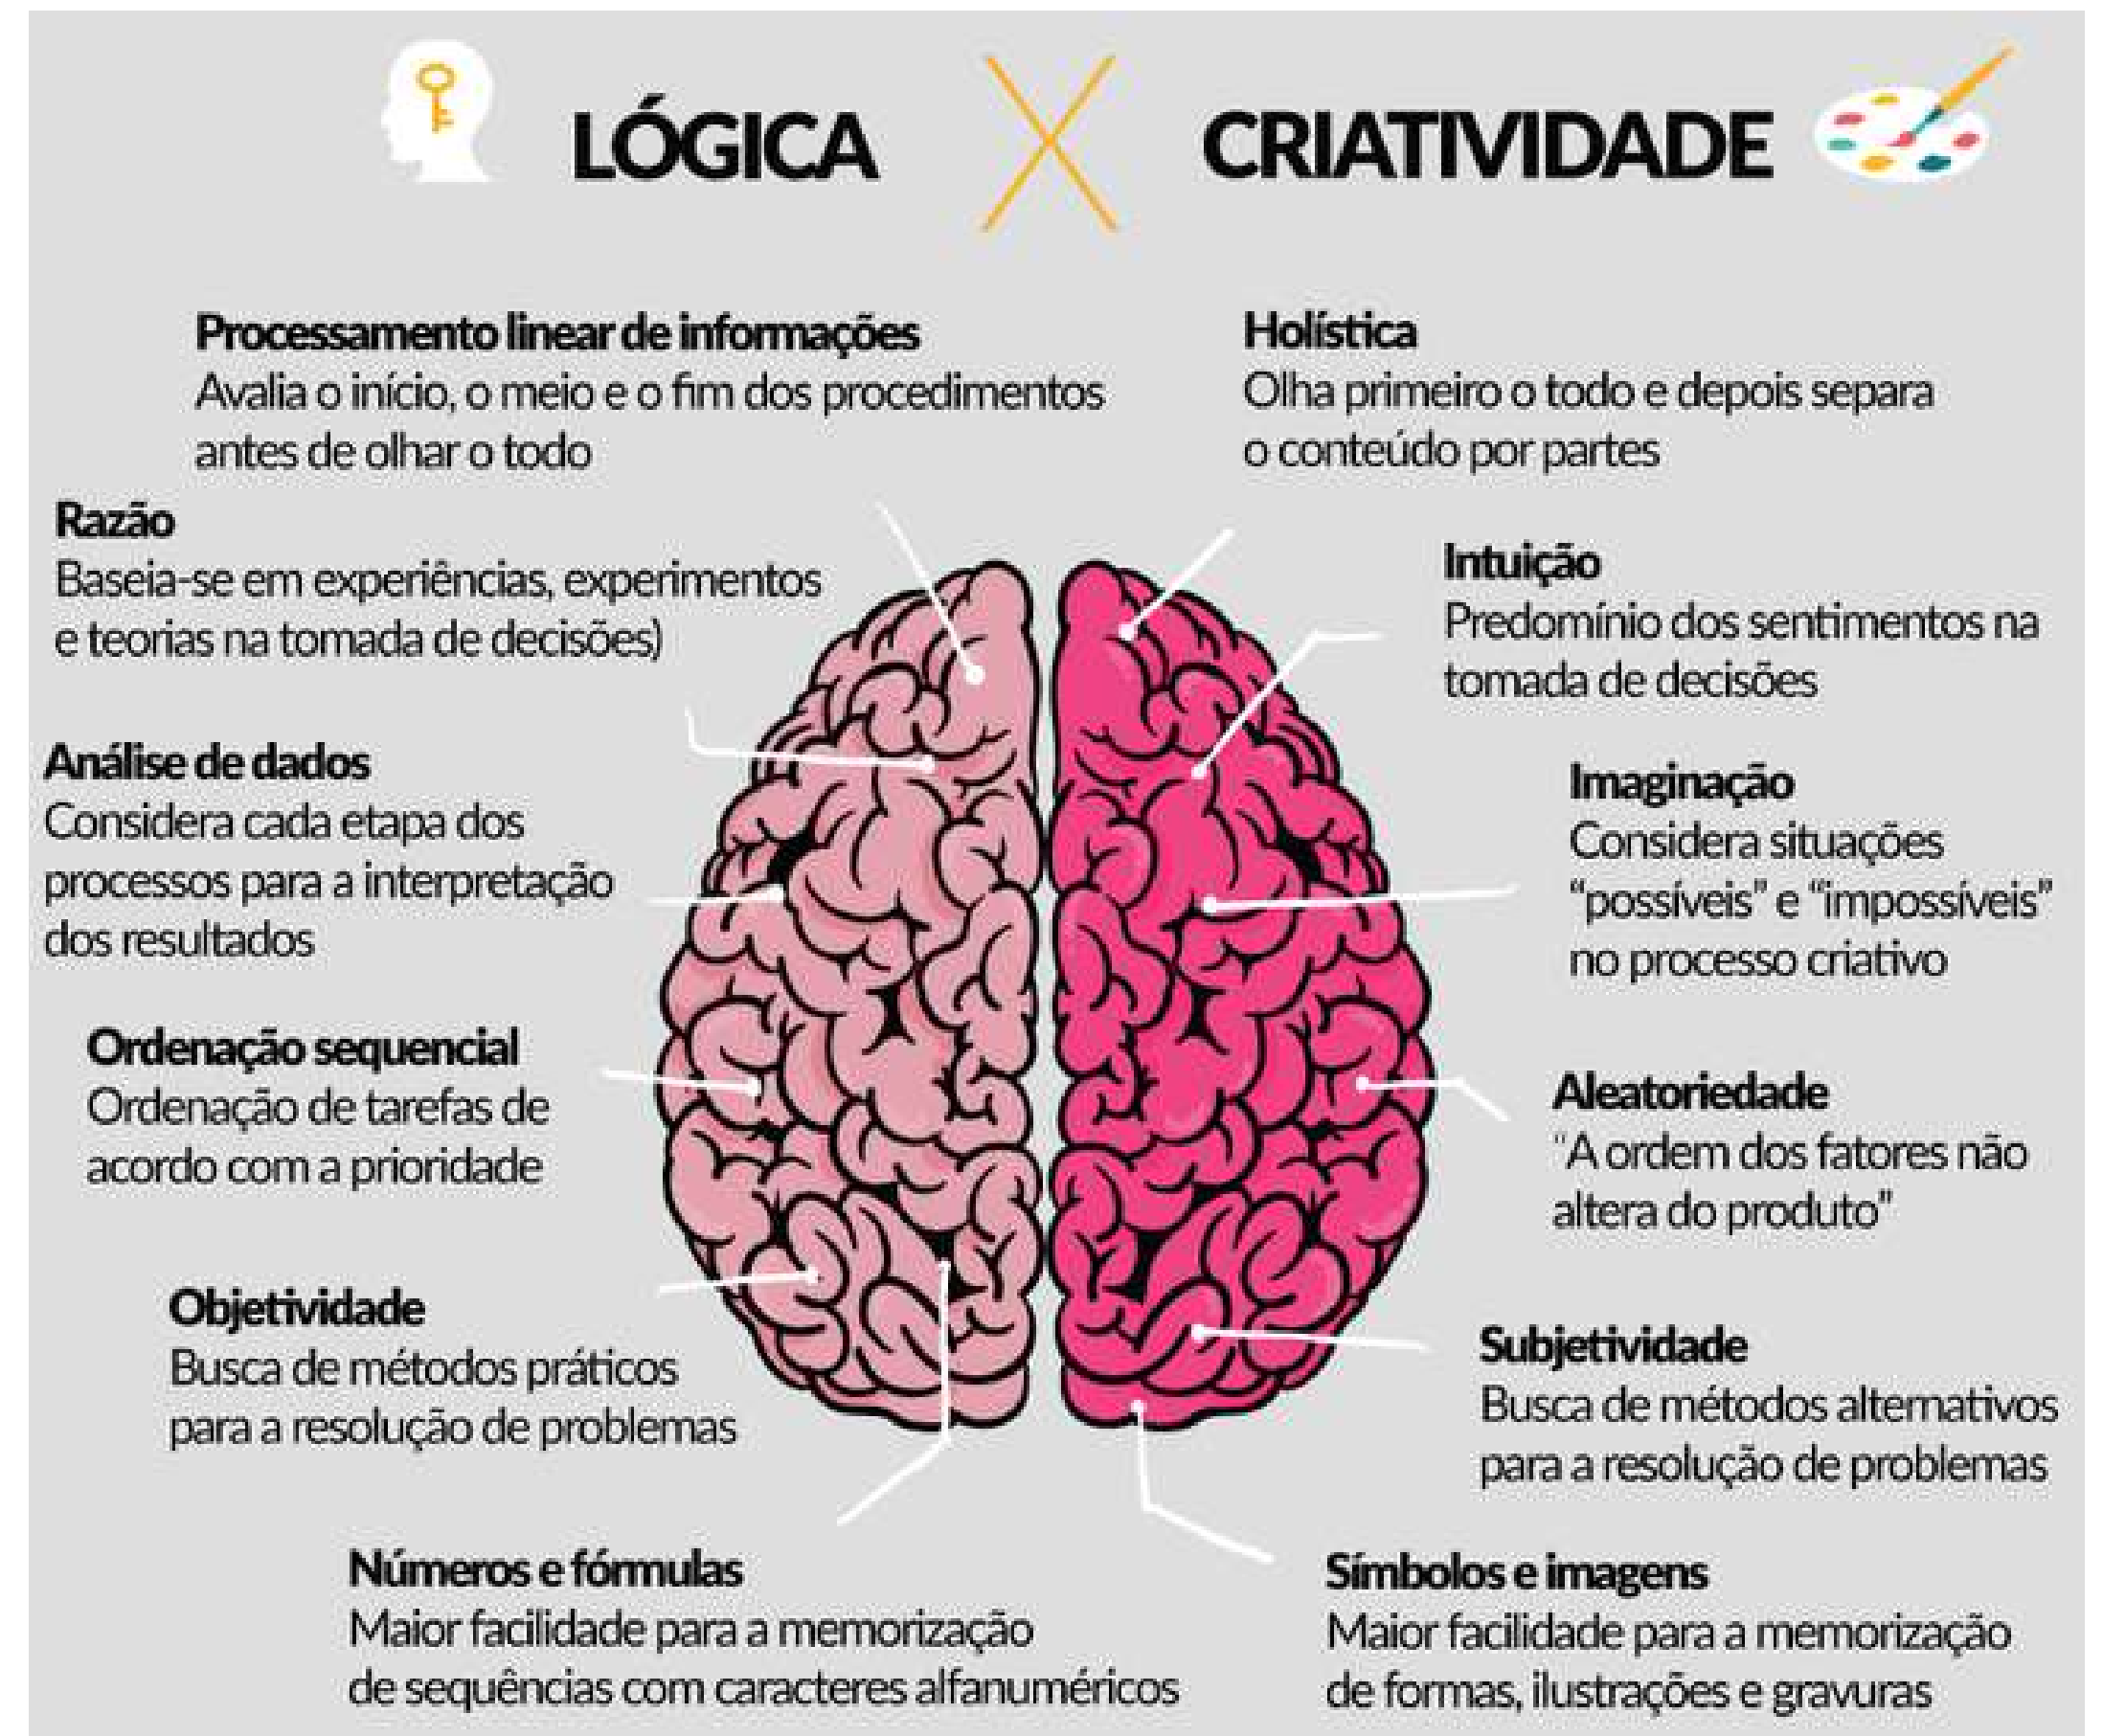 LÓGICA
CRIATIVIDADE
Processamento linear de informações
Avalia o início, o meio e o fim dos procedimentos
antes de olhar o todo
Razão
Baseia-se em experiências, experimentos
e teorias na tomada de decisões)
Análise de dados
Considera cada etapa dos
processos para a interpretação
dos resultados
Ordenação sequencial
Ordenação de tarefas de
acordo com a prioridade
Objetividade
Busca de métodos práticos
para a resolução de problemas
Números e fórmulas
Maior facilidade para a memorização
de sequências com caracteres alfanuméricos
Holística
Olha primeiro o todo e depois separa
o conteúdo por partes
Intuição
Predomínio dos sentimentos na
tomada de decisões
Imaginação
Considera situações
“possíveis” e “impossíveis”
no processo criativo
Aleatoriedade
“A ordem dos fatores não
altera do produto”
Subjetividade
Busca de métodos alternativos
para a resolução de problemas
Símbolos e imagens
Maior facilidade para a memorização
de formas, ilustrações e gravuras